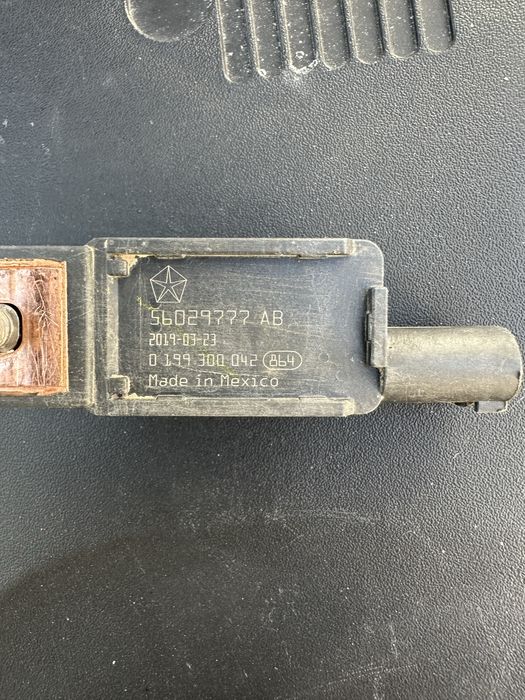 56029777 AB
2019-03-23
0 199 300 042 864
Made in Mexico